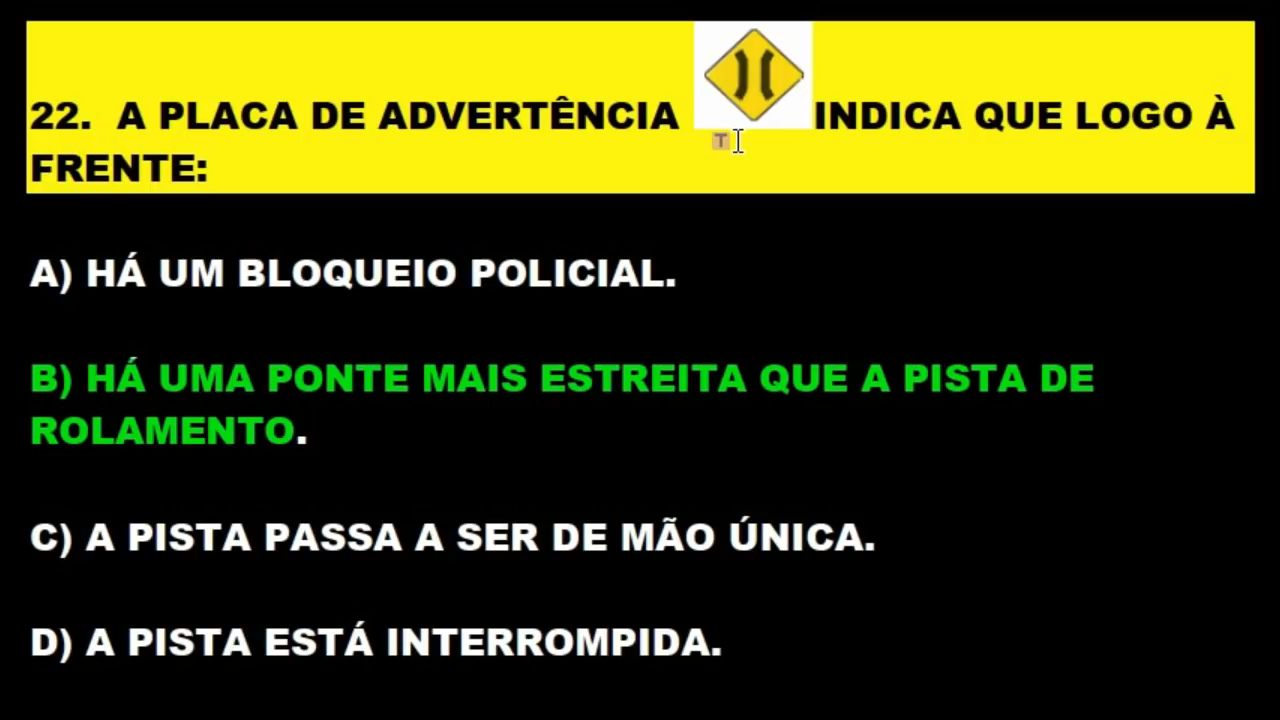 22. A PLACA DE ADVERTÊNCIA INDICA QUE LOGO À
FRENTE:
T
A) HÁ UM BLOQUEIO POLICIAL.
B) HÁ UMA PONTE MAIS ESTREITA QUE A PISTA DE
ROLAMENTO.
C) A PISTA PASSA A SER DE MÃO ÚNICA.
D) A PISTA ESTÁ INTERROMPIDA.